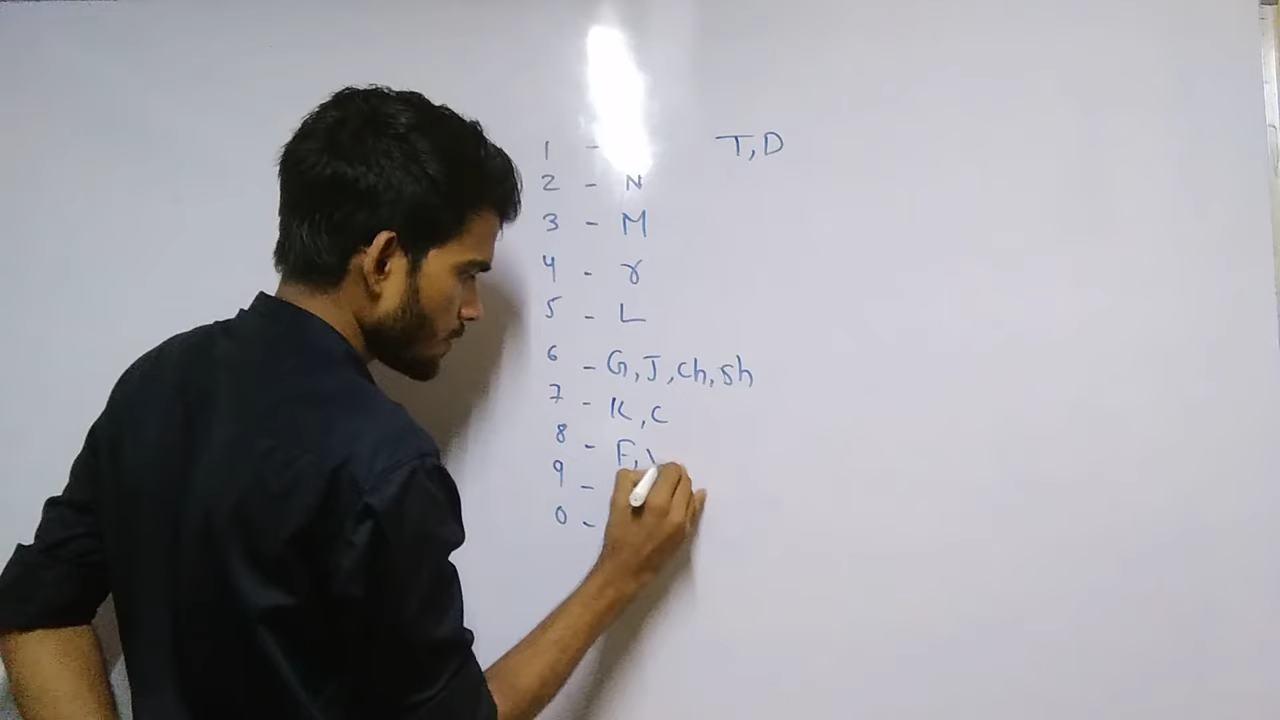 1 - T, D
2 - N
3 - M
4 - r
5 - L
6 - G, J, ch, sh
7 - K, C
8 - F,
9 -
0 -